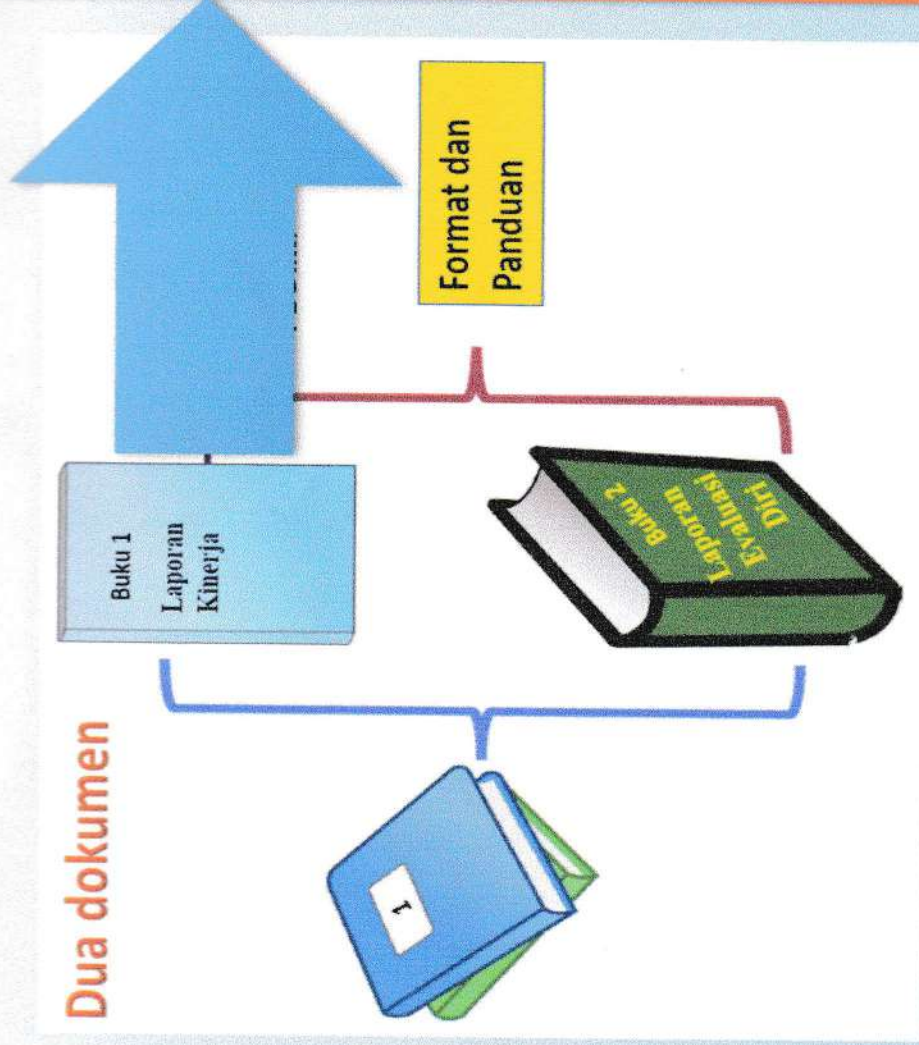 Dua dokumen
1
Buku 1
Laporan
Kinerja
Buku 2
Laporan
Evaluasi
Diri
Format dan
Panduan